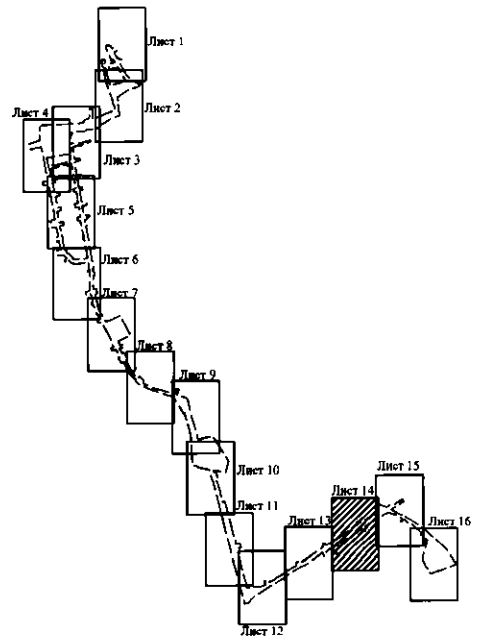 Лист 1
Лист 2
Лист 4
Лист 3
Лист 5
Лист 6
Лист 7
Лист 8
Лист 9
Лист 10
Лист 11
Лист 15
Лист 14
Лист 13
Лист 16
Лист 12